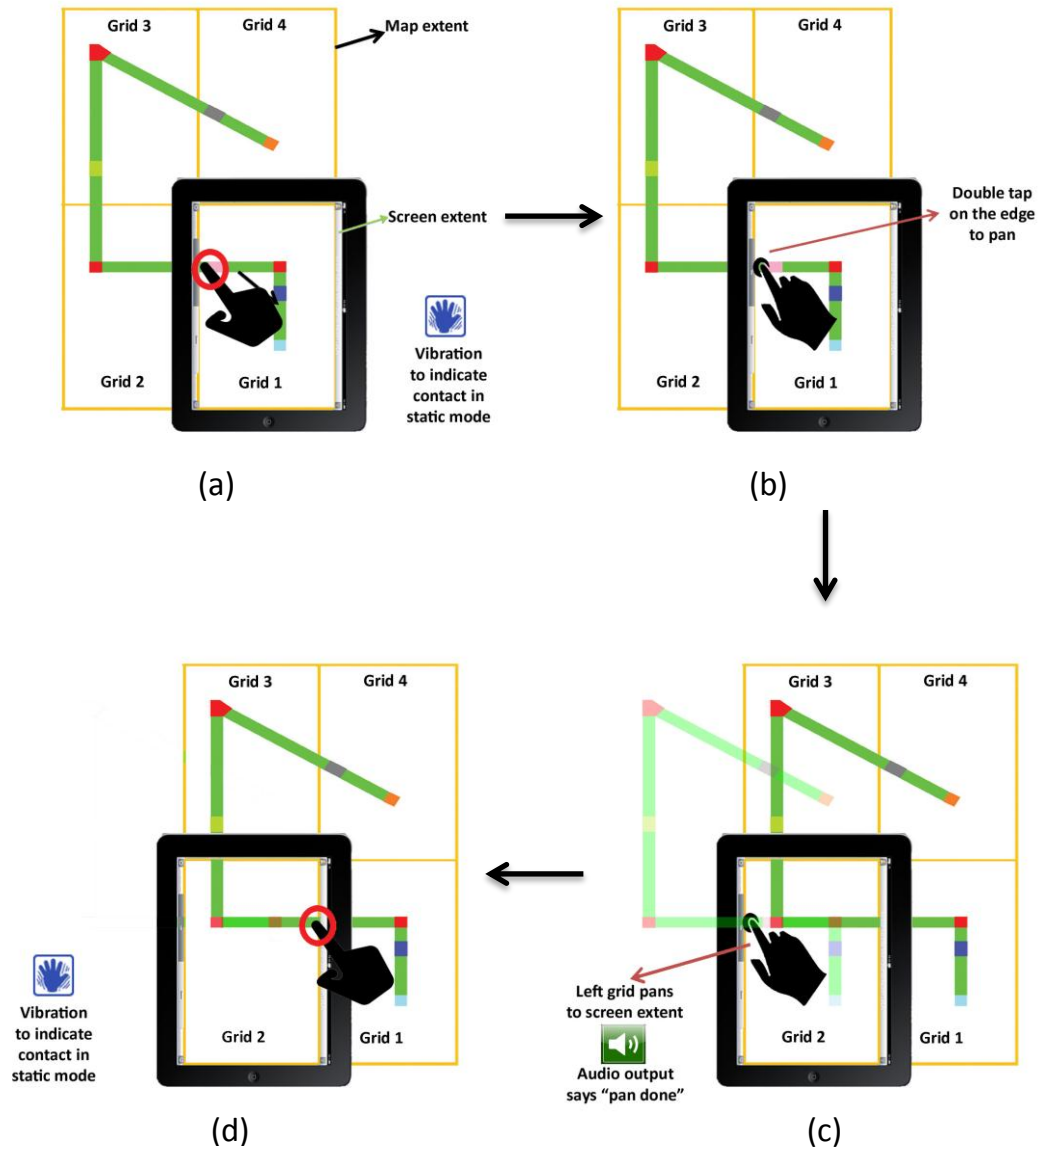 Grid 3
Grid 4
Map extent
Screen extent
Vibration
to indicate
contact in
static mode
Grid 2
Grid 1
(a)
Grid 3
Grid 4
Double tap
on the edge
to pan
Grid 2
Grid 1
(b)
Grid 3
Grid 4
Vibration
to indicate
contact in
static mode
Grid 2
Grid 1
(d)
Grid 3
Grid 4
Left grid pans
to screen extent
Audio output
says “pan done”
Grid 2
Grid 1
(c)